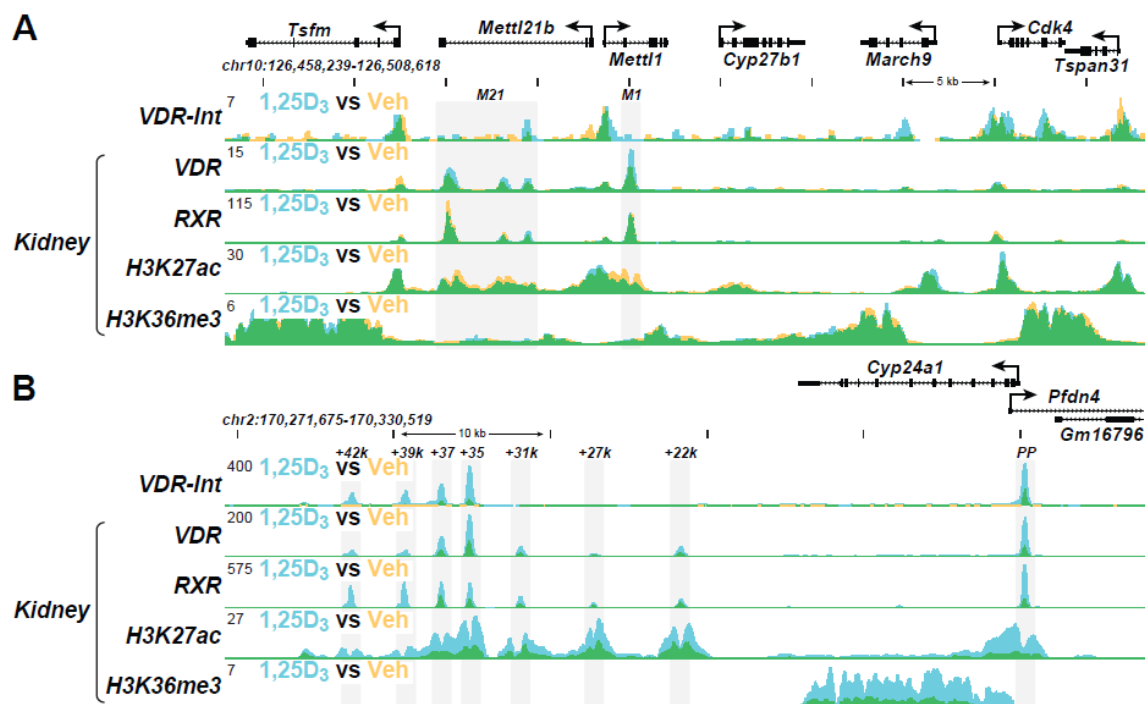 A
Tsfm
Mettl21b
Mettl1
Cyp27b1
March9
Cdk4
Tspan31
chr10:126,458,239-126,508,618
5 kb
M21
M1
VDR-Int
7
1,25D3 vs Veh
Kidney
VDR
15
1,25D3 vs Veh
RXR
115
1,25D3 vs Veh
H3K27ac
30
1,25D3 vs Veh
H3K36me3
6
1,25D3 vs Veh
B
Cyp24a1
Pfdn4
Gm16796
chr2:170,271,675-170,330,519
10 kb
+42k
+39k
+37
+35
+31k
+27k
+22k
PP
VDR-Int
400
1,25D3 vs Veh
Kidney
VDR
200
1,25D3 vs Veh
RXR
575
1,25D3 vs Veh
H3K27ac
27
1,25D3 vs Veh
H3K36me3
7
1,25D3 vs Veh